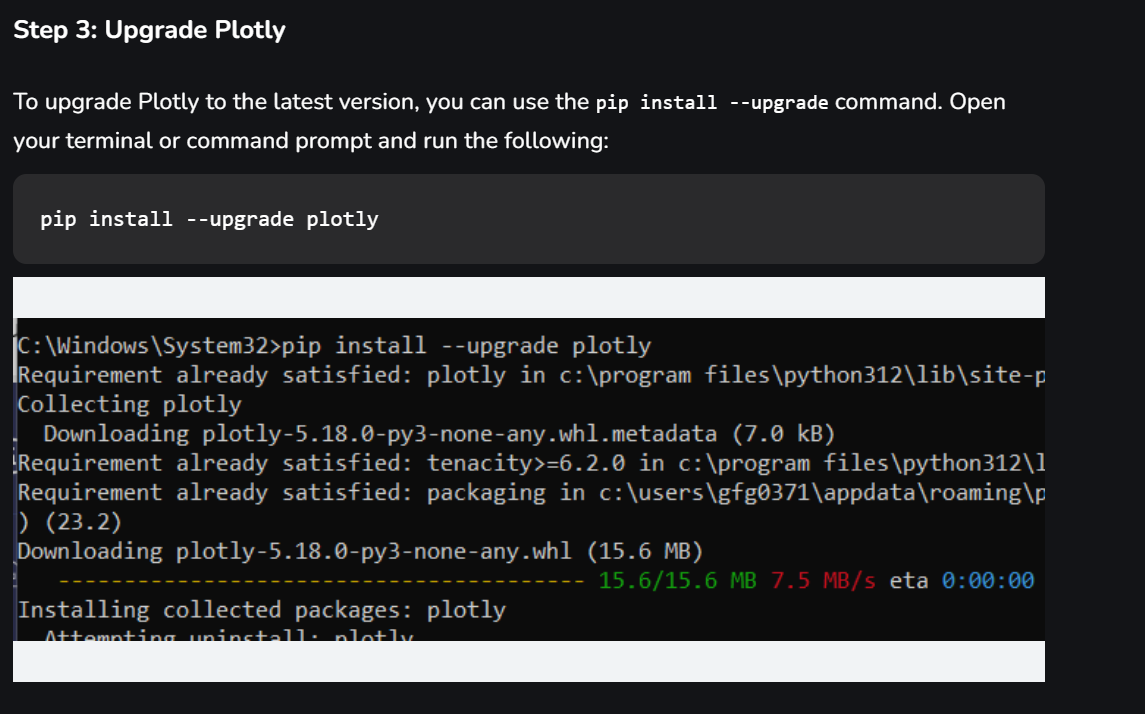 Step 3: Upgrade Plotly
To upgrade Plotly to the latest version, you can use the pip install --upgrade command. Open
your terminal or command prompt and run the following:
pip install --upgrade plotly
C:\Windows\System32>pip install --upgrade plotly
Requirement already satisfied: plotly in c:\program files\python312\lib\site-p
Collecting plotly
  Downloading plotly-5.18.0-py3-none-any.whl.metadata (7.0 kB)
Requirement already satisfied: tenacity>=6.2.0 in c:\program files\python312\l
Requirement already satisfied: packaging in c:\users\gfg0371\appdata\roaming\p
) (23.2)
Downloading plotly-5.18.0-py3-none-any.whl (15.6 MB)
---------------------------------------- 15.6/15.6 MB 7.5 MB/s eta 0:00:00
Installing collected packages: plotly
  Attempting uninstall: plotly